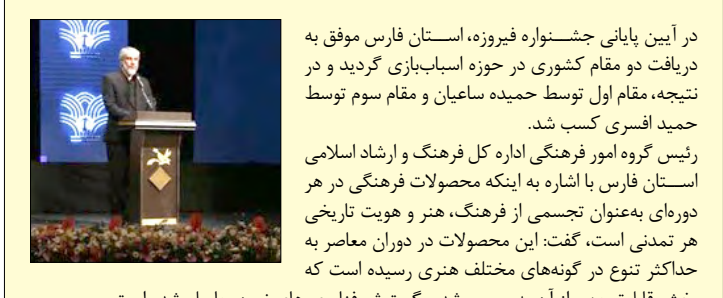 در آیین پایانی جشـــنواره فیروزه، اســـتان فارس موفق به
دریافت دو مقام کشوری در حوزه اسباب‌بازی گردید و در
نتیجه، مقام اول توسط حمیده ساعیان و مقام سوم توسط
حمید افسری کسب شد.
رئیس گروه امور فرهنگی اداره کل فرهنگ و ارشاد اسلامی
اســـتان فارس با اشاره به اینکه محصولات فرهنگی در هر
دوره‌ای به‌عنوان تجسمی از فرهنگ، هنر و هویت تاریخی
هر تمدنی است، گفت: این محصولات در دوران معاصر به
حداکثر تنوع در گونه‌های مختلف هنری رسیده است که